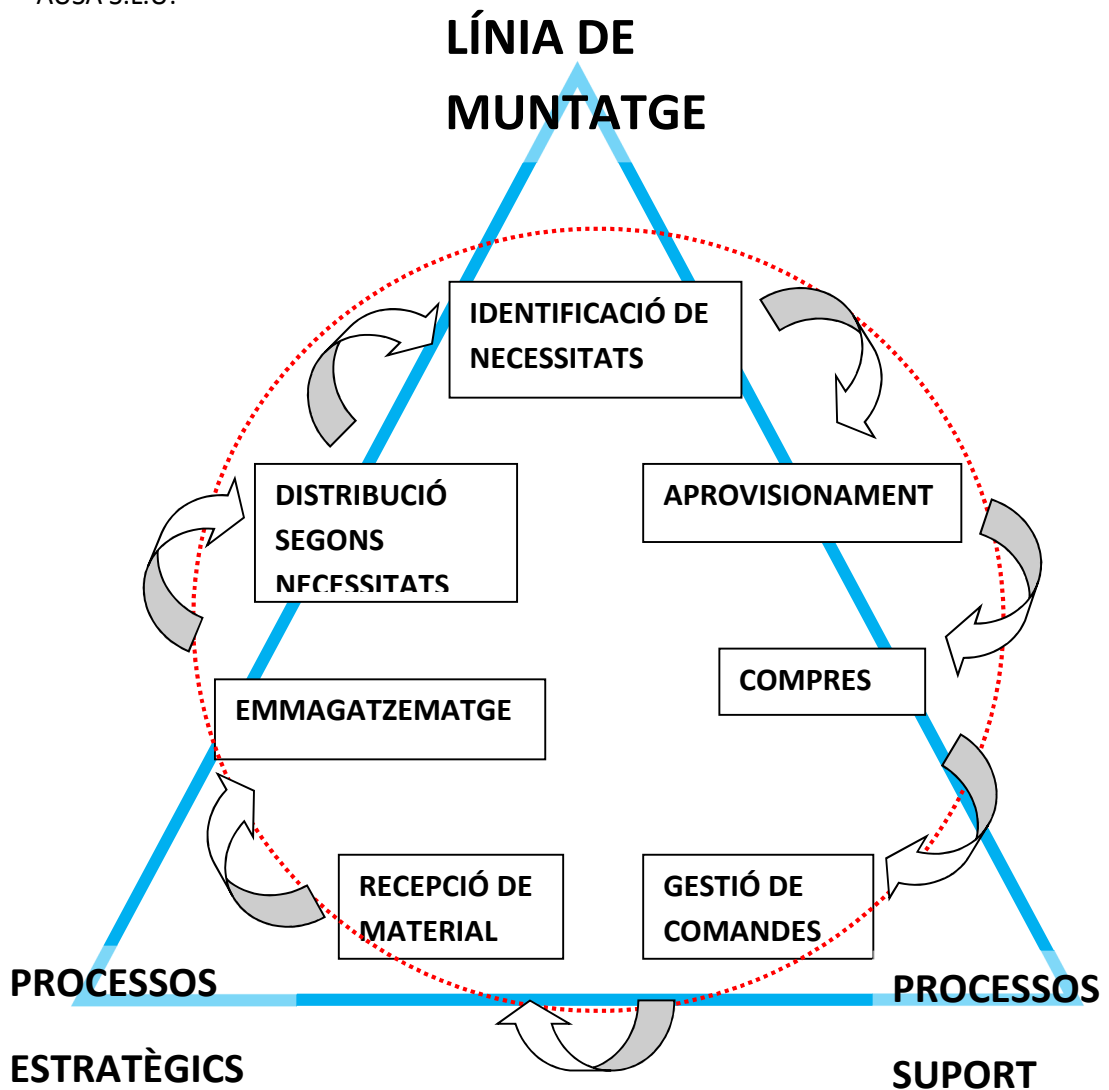 AUSA S.L.U.
LÍNIA DE
MUNTATGE
IDENTIFICACIÓ DE
NECESSITATS
DISTRIBUCIÓ
SEGONS
NECESSITATS
APROVISIONAMENT
EMMAGATZEMATGE
COMPRES
RECEPCIÓ DE
MATERIAL
GESTIÓ DE
COMANDES
PROCESSOS
ESTRATÈGICS
PROCESSOS
SUPORT